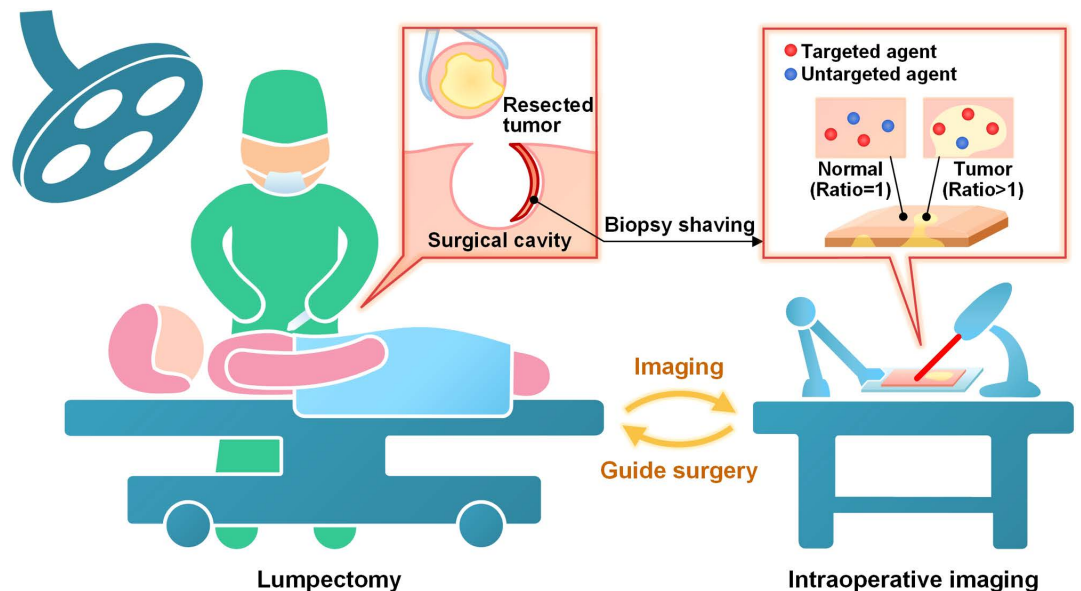 Resected
tumor
Surgical cavity
Biopsy shaving
Targeted agent
Untargeted agent
Normal
(Ratio=1)
Tumor
(Ratio>1)
Imaging
Guide surgery
Lumpectomy
Intraoperative imaging